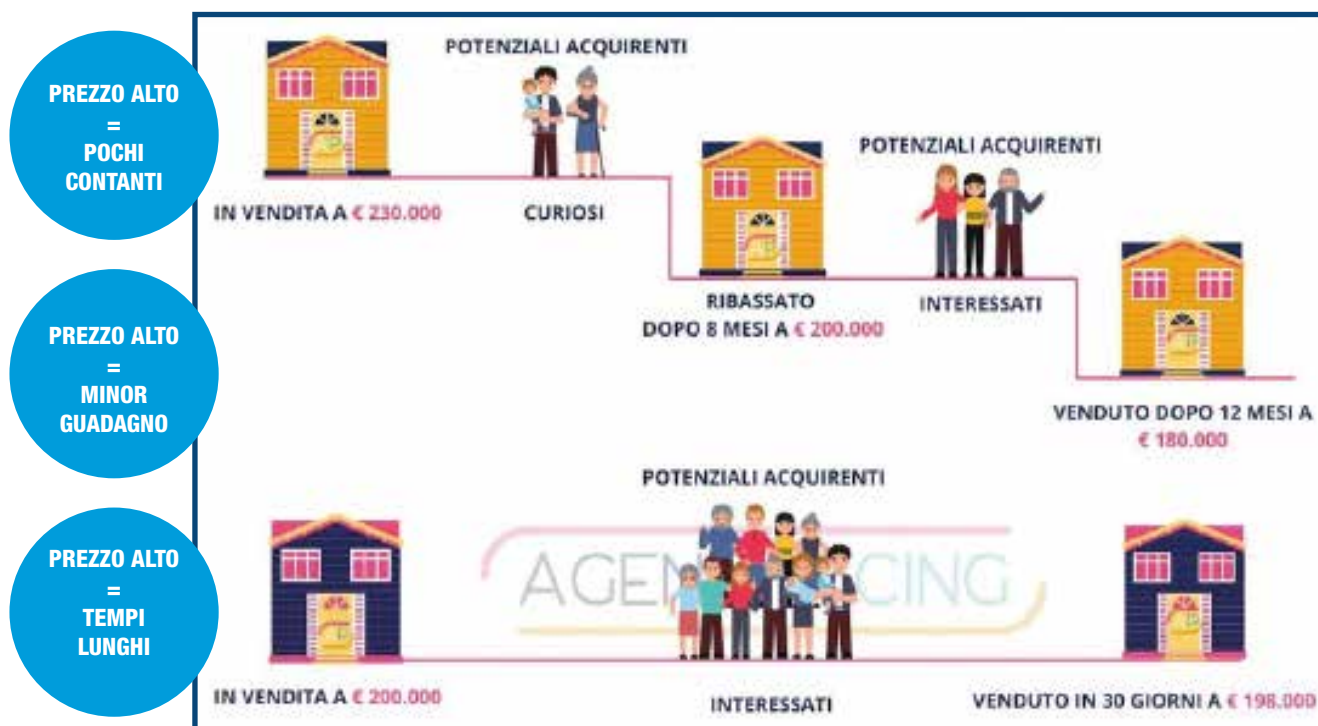 PREZZO ALTO
=
POCHI
CONTANTI
PREZZO ALTO
=
MINOR
GUADAGNO
PREZZO ALTO
=
TEMPI
LUNGHI
POTENZIALI ACQUIRENTI
IN VENDITA A € 230.000
CURIOSI
POTENZIALI ACQUIRENTI
RIBASSATO
DOPO 8 MESI A € 200.000
INTERESSATI
VENDUTO DOPO 12 MESI A
€ 180.000
POTENZIALI ACQUIRENTI
IN VENDITA A € 200.000
INTERESSATI
VENDUTO IN 30 GIORNI A € 198.000